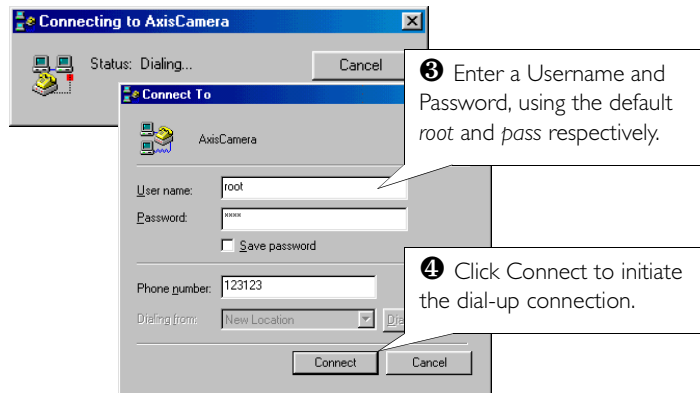 Connecting to AxisCamera
Status: Dialing...
Cancel
❸ Enter a Username and
Password, using the default
root and pass respectively.
Connect To
AxisCamera
User name:
root
Password:
××××
Save password
❹ Click Connect to initiate
the dial-up connection.
Phone number:
123123
Dialing from:
New Location
Connect
Cancel